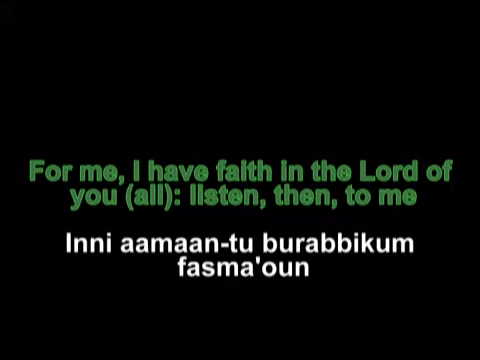 For me, I have faith in the Lord of
you (all): listen, then, to me
Inni aamaan-tu burabbikum
fasma'oun